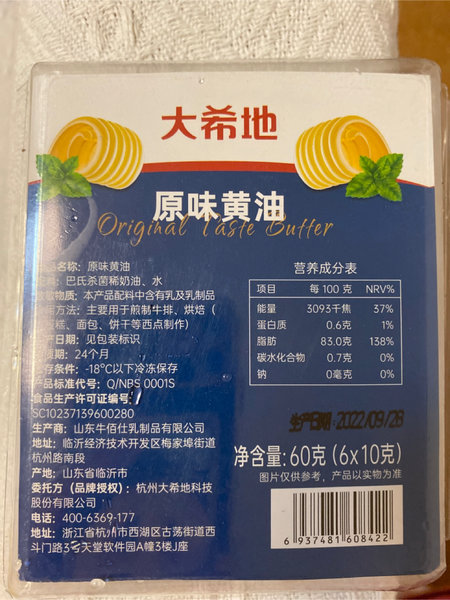 大希地
原味黄油
Original Taste Butter
品名称：原味黄油
：巴氏杀菌稀奶油、水
敏物质：本产品配料中含有乳及乳制品
用方法：主要用于煎制牛排、烘焙（
糕、面包、饼干等西点制作）
产日期：见包装标识
期：24个月
存条件：-18℃以下冷冻保存
产品标准代号：Q/NBS 0001S
食品生产许可证编号：
SC10237139600280
生产商：山东牛佰仕乳制品有限公司
地址：临沂经济技术开发区梅家埠街道
杭州路南段
产地：山东省临沂市
委托方（品牌授权）：杭州大希地科技
股份有限公司
电话：400-6369-177
地址：浙江省杭州市西湖区古荡街道西
斗门路3号天堂软件园A幢3楼J座
营养成分表
项目 每 100 克 NRV%
能量 3093千焦 37%
蛋白质 0.6克 1%
脂肪 83.0克 138%
碳水化合物 0.7克 0%
钠 0毫克 0%
生产日期 2022/09/26
净含量：60克（6x10克）
图片仅供参考，产品以实物为准
6 937481 608422